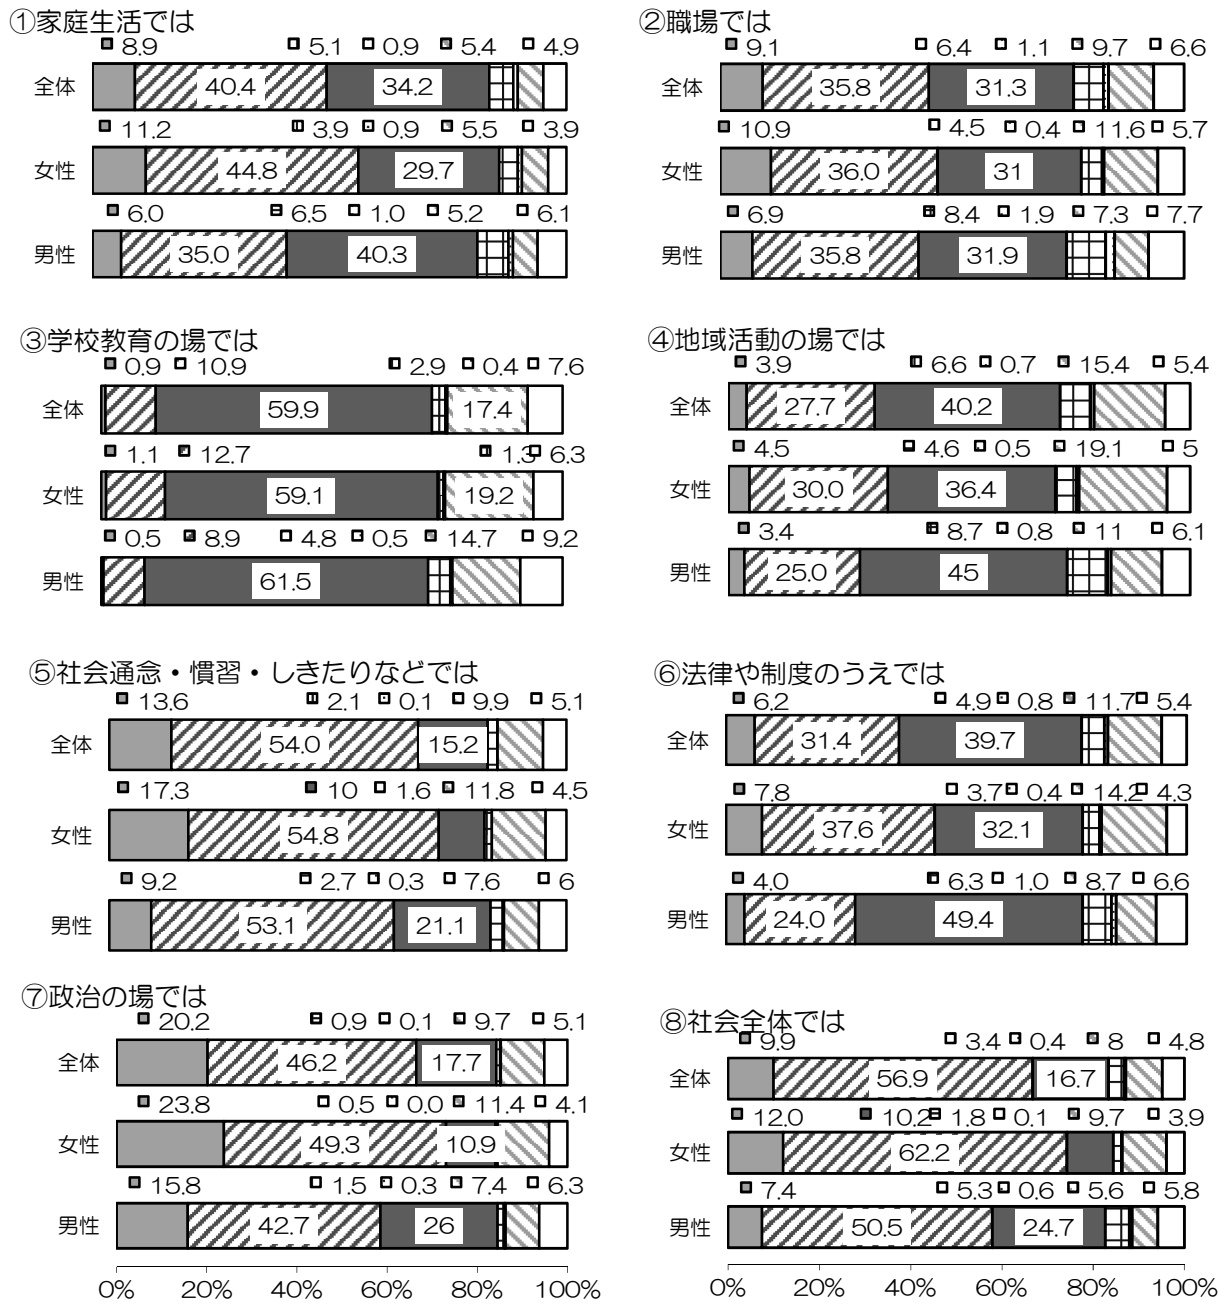 ①家庭生活では
8.9 5.1 0.9 5.4 4.9
全体 40.4 34.2
11.2 3.9 0.9 5.5 3.9
女性 44.8 29.7
6.0 6.5 1.0 5.2 6.1
男性 35.0 40.3
②職場では
9.1 6.4 1.1 9.7 6.6
全体 35.8 31.3
10.9 4.5 0.4 11.6 5.7
女性 36.0 31
6.9 8.4 1.9 7.3 7.7
男性 35.8 31.9
③学校教育の場では
0.9 10.9 2.9 0.4 7.6
全体 59.9 17.4
1.1 12.7 1.3 6.3
女性 59.1 19.2
0.5 8.9 4.8 0.5 14.7 9.2
男性 61.5
④地域活動の場では
3.9 6.6 0.7 15.4 5.4
全体 27.7 40.2
4.5 4.6 0.5 19.1 5
女性 30.0 36.4
3.4 8.7 0.8 11 6.1
男性 25.0 45
⑤社会通念・慣習・しきたりなどでは
13.6 2.1 0.1 9.9 5.1
全体 54.0 15.2
17.3 10 1.6 11.8 4.5
女性 54.8
9.2 2.7 0.3 7.6 6
男性 53.1 21.1
⑥法律や制度のうえでは
6.2 4.9 0.8 11.7 5.4
全体 31.4 39.7
7.8 3.7 0.4 14.2 4.3
女性 37.6 32.1
4.0 6.3 1.0 8.7 6.6
男性 24.0 49.4
⑦政治の場では
20.2 0.9 0.1 9.7 5.1
全体 46.2 17.7
23.8 0.5 0.0 11.4 4.1
女性 49.3 10.9
15.8 1.5 0.3 7.4 6.3
男性 42.7 26
0% 20% 40% 60% 80% 100%
⑧社会全体では
9.9 3.4 0.4 8 4.8
全体 56.9 16.7
12.0 10.2 1.8 0.1 9.7 3.9
女性 62.2
7.4 5.3 0.6 5.6 5.8
男性 50.5 24.7
0% 20% 40% 60% 80% 100%